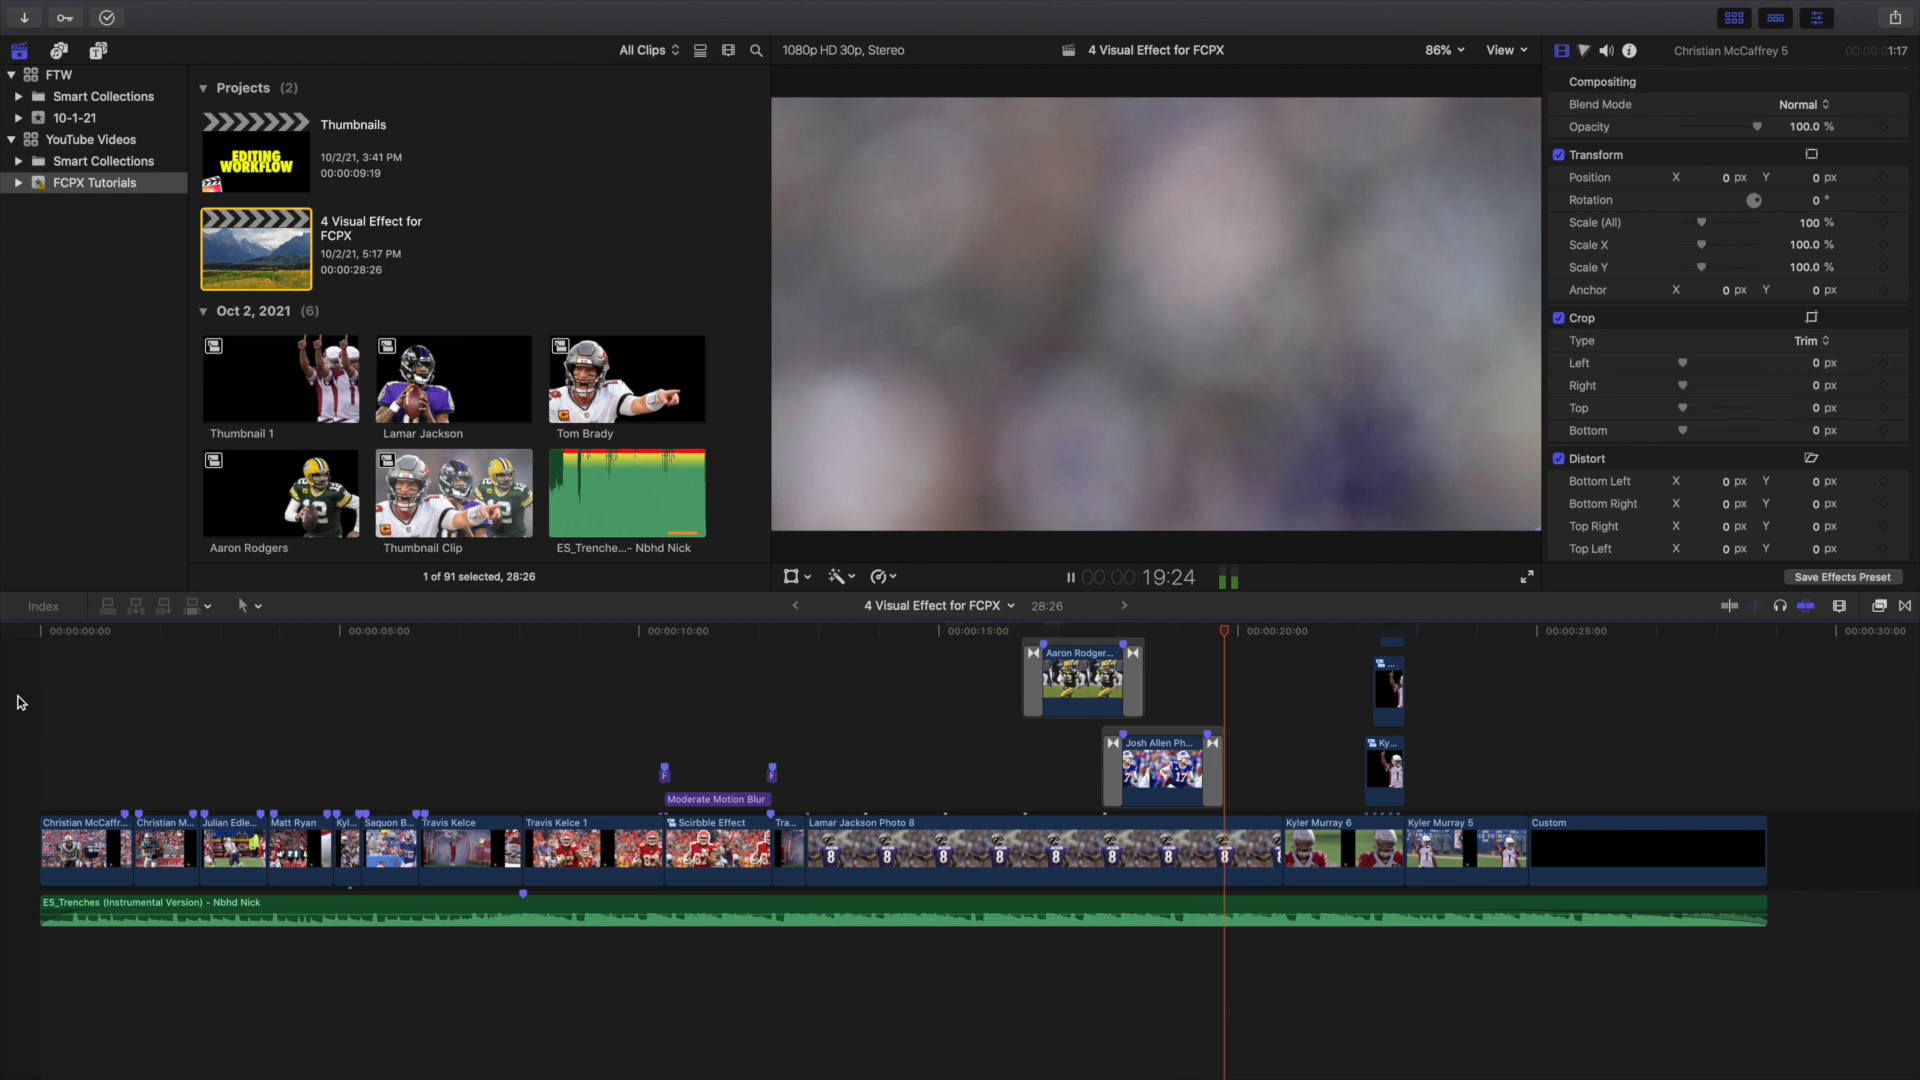 All Clips
1080p HD 30p, Stereo
4 Visual Effect for FCPX
86%
View
Christian McCaffrey 5
00:00:01:17
FTW
Smart Collections
10-1-21
YouTube Videos
Smart Collections
FCPX Tutorials
Projects (2)
EDITING
WORKFLOW
Thumbnails
10/2/21, 3:41 PM
00:00:09:19
4 Visual Effect for
FCPX
10/2/21, 5:17 PM
00:00:28:26
Oct 2, 2021 (6)
Thumbnail 1
Lamar Jackson
Tom Brady
Aaron Rodgers
Thumbnail Clip
ES_Trenche...- Nbhd Nick
1 of 91 selected, 28:26
00:00:19:24
Compositing
Blend Mode Normal
Opacity 100.0 %
Transform
Position X 0 px Y 0 px
Rotation 0 °
Scale (All) 100 %
Scale X 100.0 %
Scale Y 100.0 %
Anchor X 0 px Y 0 px
Crop
Type Trim
Left 0 px
Right 0 px
Top 0 px
Bottom 0 px
Distort
Bottom Left X 0 px Y 0 px
Bottom Right X 0 px Y 0 px
Top Right X 0 px Y 0 px
Top Left X 0 px Y 0 px
Save Effects Preset
Index
4 Visual Effect for FCPX
28:26
00:00:00:00
00:00:05:00
00:00:10:00
00:00:15:00
00:00:20:00
00:00:25:00
00:00:30:00
Aaron Rodger...
...
Josh Allen Ph...
Ky...
F
F
Moderate Motion Blur
Christian McCaffr...
Christian M...
Julian Edle...
Matt Ryan
Kyl...
Saquon B...
Travis Kelce
Travis Kelce 1
Scirbble Effect
Tra...
Lamar Jackson Photo 8
Kyler Murray 6
Kyler Murray 5
Custom
ES_Trenches (Instrumental Version) - Nbhd Nick